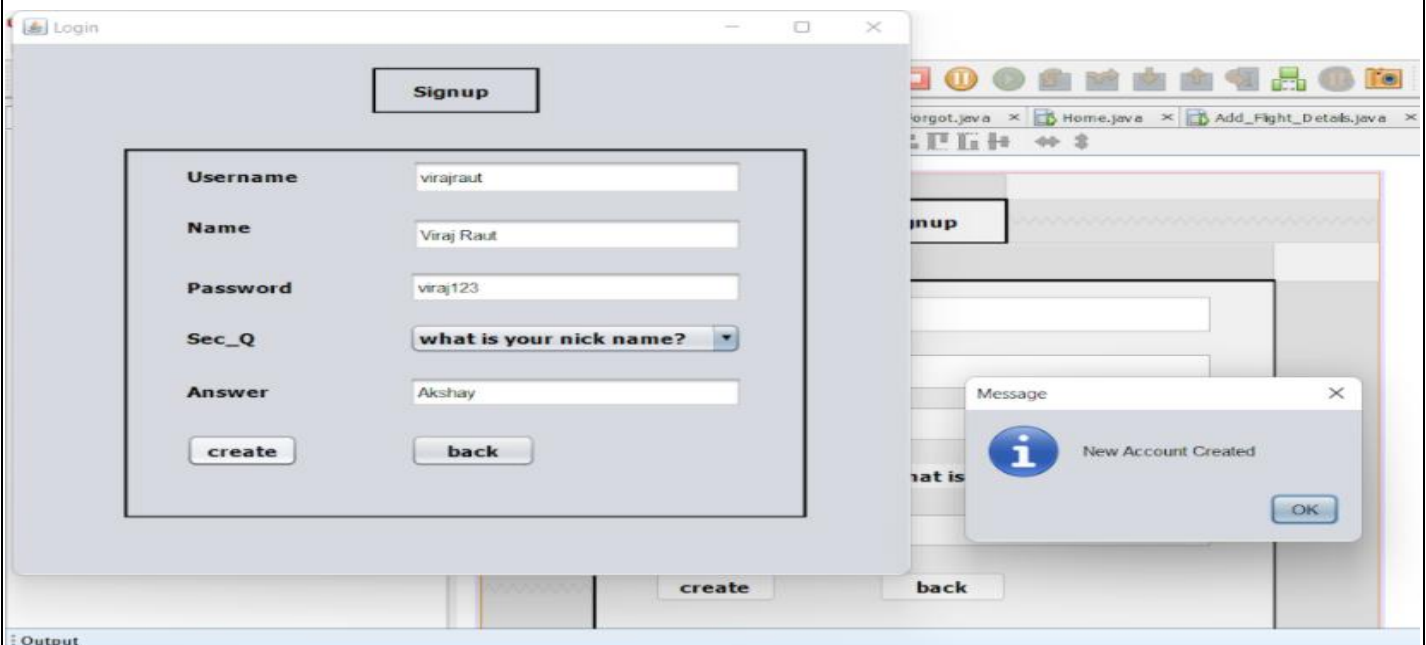 Login
Signup
Username virajraut
Name Viraj Raut
Password viraj123
Sec_Q what is your nick name?
Answer Akshay
create back
orgot.java × Home.java × Add_Flight_Details.java ×
gnup
Message
New Account Created
OK
hat is
create back
Output